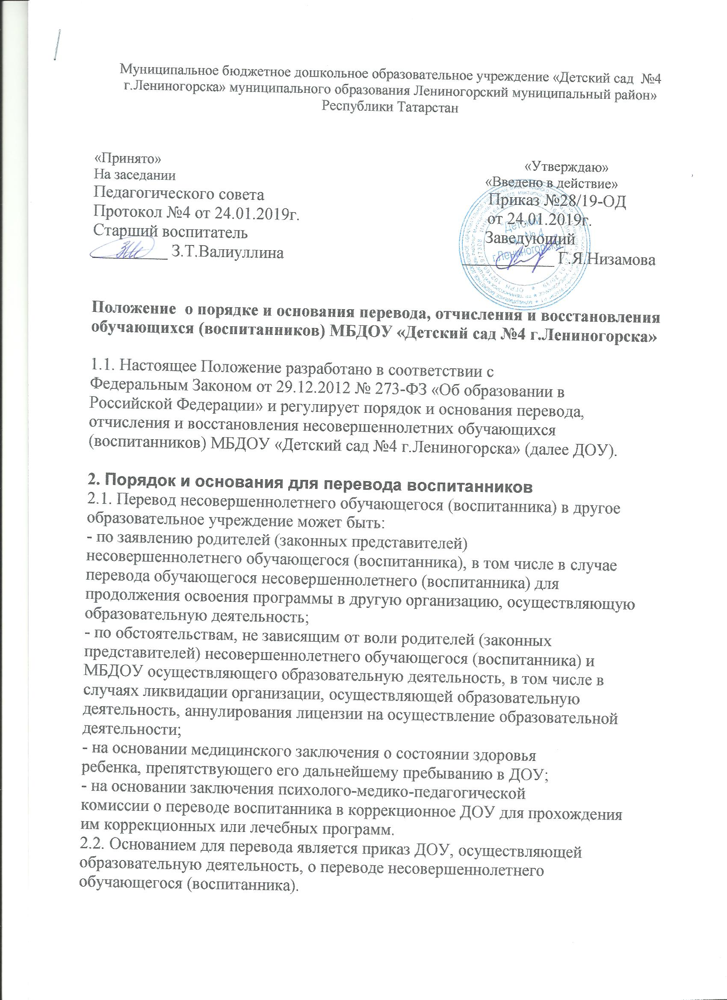 Муниципальное бюджетное дошкольное образовательное учреждение «Детский сад №4
г.Лениногорска» муниципального образования Лениногорский муниципальный район»
Республики Татарстан
«Принято»
На заседании
Педагогического совета
Протокол №4 от 24.01.2019г.
Старший воспитатель
З.Т.Валиуллина
«Утверждаю»
«Введено в действие»
Приказ №28/19-ОД
от 24.01.2019г.
Заведующий
Г.Я.Низамова
"Детский
сад № 4
г.Лениногорска"
Положение о порядке и основания перевода, отчисления и восстановления
обучающихся (воспитанников) МБДОУ «Детский сад №4 г.Лениногорска»
1.1. Настоящее Положение разработано в соответствии с
Федеральным Законом от 29.12.2012 № 273-ФЗ «Об образовании в
Российской Федерации» и регулирует порядок и основания перевода,
отчисления и восстановления несовершеннолетних обучающихся
(воспитанников) МБДОУ «Детский сад №4 г.Лениногорска» (далее ДОУ).
2. Порядок и основания для перевода воспитанников
2.1. Перевод несовершеннолетнего обучающегося (воспитанника) в другое
образовательное учреждение может быть:
- по заявлению родителей (законных представителей)
несовершеннолетнего обучающегося (воспитанника), в том числе в случае
перевода обучающегося несовершеннолетнего (воспитанника) для
продолжения освоения программы в другую организацию, осуществляющую
образовательную деятельность;
- по обстоятельствам, не зависящим от воли родителей (законных
представителей) несовершеннолетнего обучающегося (воспитанника) и
МБДОУ осуществляющего образовательную деятельность, в том числе в
случаях ликвидации организации, осуществляющей образовательную
деятельность, аннулирования лицензии на осуществление образовательной
деятельности;
- на основании медицинского заключения о состоянии здоровья
ребенка, препятствующего его дальнейшему пребыванию в ДОУ;
- на основании заключения психолого-медико-педагогической
комиссии о переводе воспитанника в коррекционное ДОУ для прохождения
им коррекционных или лечебных программ.
2.2. Основанием для перевода является приказ ДОУ, осуществляющей
образовательную деятельность, о переводе несовершеннолетнего
обучающегося (воспитанника).